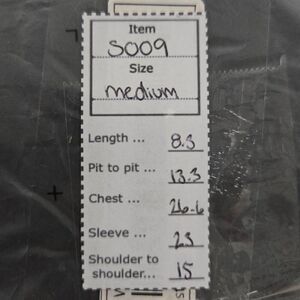 Item
S009
Size
medium
Length ... 8.3
Pit to pit ... 13.3
Chest ... 26.6
Sleeve ... 23
Shoulder to
shoulder... 15